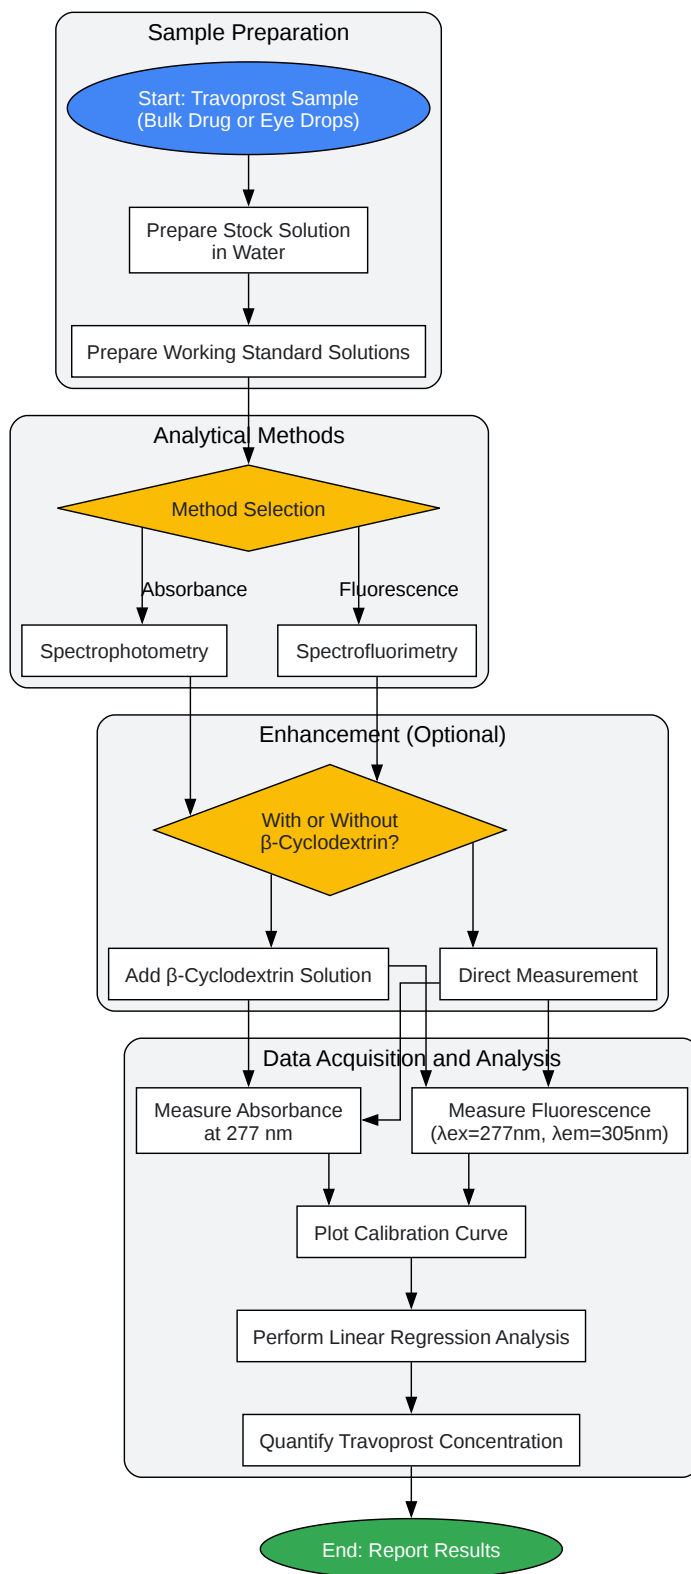 Sample Preparation
Start: Travoprost Sample
(Bulk Drug or Eye Drops)
Prepare Stock Solution
in Water
Prepare Working Standard Solutions
Analytical Methods
Method Selection
Absorbance
Fluorescence
Spectrophotometry
Spectrofluorimetry
Enhancement (Optional)
With or Without
β-Cyclodextrin?
Add β-Cyclodextrin Solution
Direct Measurement
Data Acquisition and Analysis
Measure Absorbance
at 277 nm
Measure Fluorescence
(λex=277nm, λem=305nm)
Plot Calibration Curve
Perform Linear Regression Analysis
Quantify Travoprost Concentration
End: Report Results